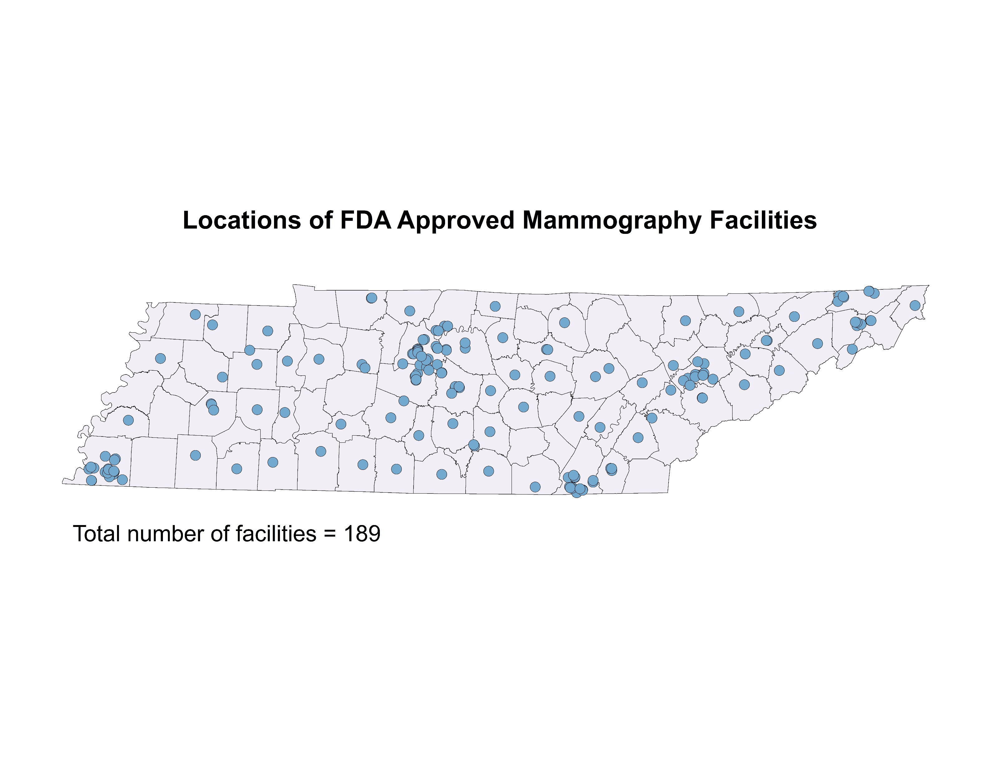 Locations of FDA Approved Mammography Facilities
Total number of facilities = 189